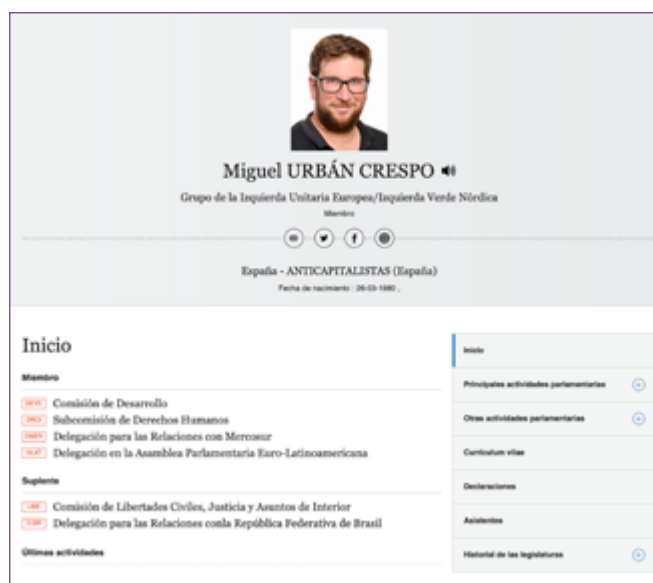 Miguel URBÁN CRESPO
Grupo de la Izquierda Unitaria Europea/Izquierda Verde Nórdica
Miembro
España - ANTICAPITALISTAS (España)
Fecha de nacimiento : 26-03-1980 ,
Inicio
Miembro
DEVE Comisión de Desarrollo
DROI Subcomisión de Derechos Humanos
DMER Delegación para las Relaciones con Mercosur
DLAT Delegación en la Asamblea Parlamentaria Euro-Latinoamericana
Suplente
LIBE Comisión de Libertades Civiles, Justicia y Asuntos de Interior
D-BR Delegación para las Relaciones conla República Federativa de Brasil
Últimas actividades
Inicio
Principales actividades parlamentarias
Otras actividades parlamentarias
Curriculum vitae
Declaraciones
Asistentes
Historial de las legislaturas